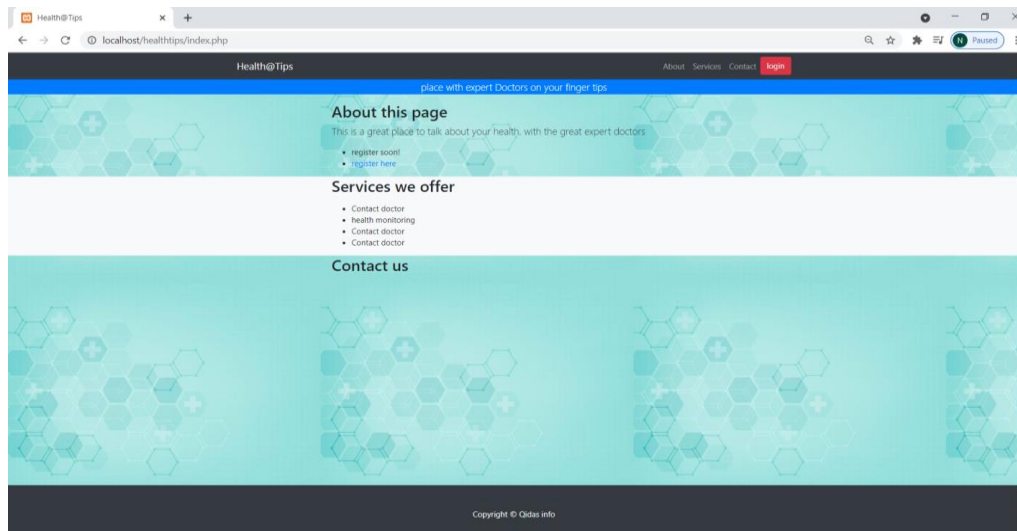 Health@Tips
localhost/healthtips/index.php
N Paused
Health@Tips About Services Contact login
place with expert Doctors on your finger tips
About this page
This is a great place to talk about your health, with the great expert doctors
register soon!
register here
Services we offer
Contact doctor
health monitoring
Contact doctor
Contact doctor
Contact us
Copyright © Qidas info